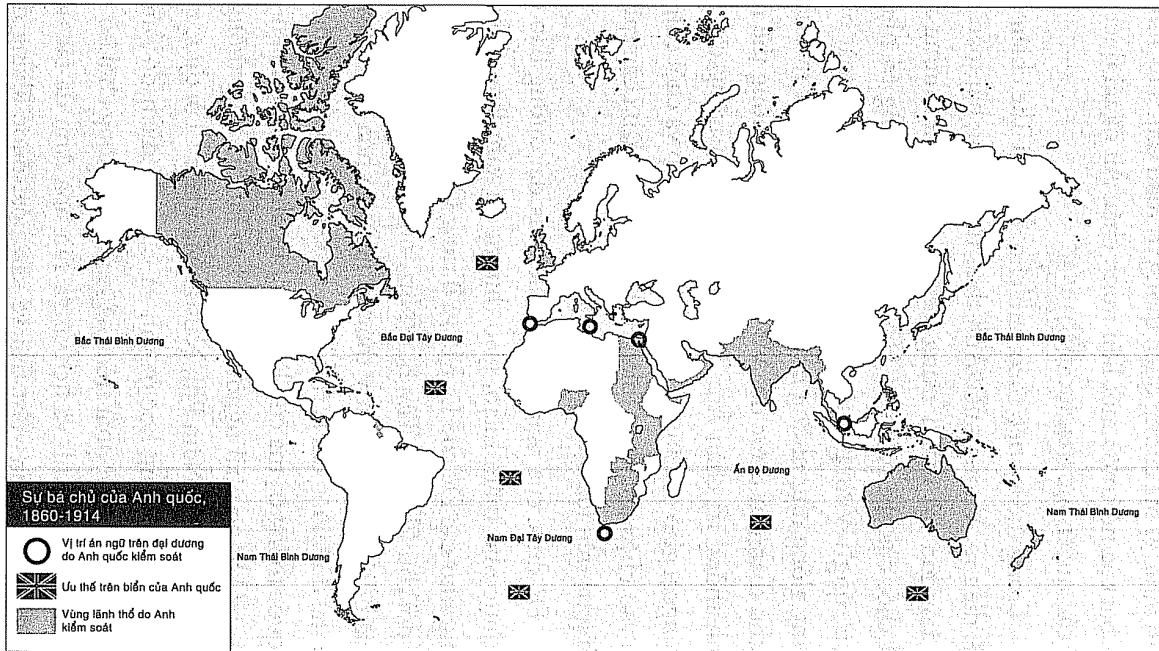 Bắc Thái Bình Dương
Bắc Đại Tây Dương
Bắc Thái Bình Dương
Ấn Độ Dương
Nam Thái Bình Dương
Nam Đại Tây Dương
Nam Thái Bình Dương
Sự bá chủ của Anh quốc,
1860-1914
Vị trí án ngữ trên đại dương
do Anh quốc kiểm soát
Ưu thế trên biển của Anh quốc
Vùng lãnh thổ do Anh
kiểm soát